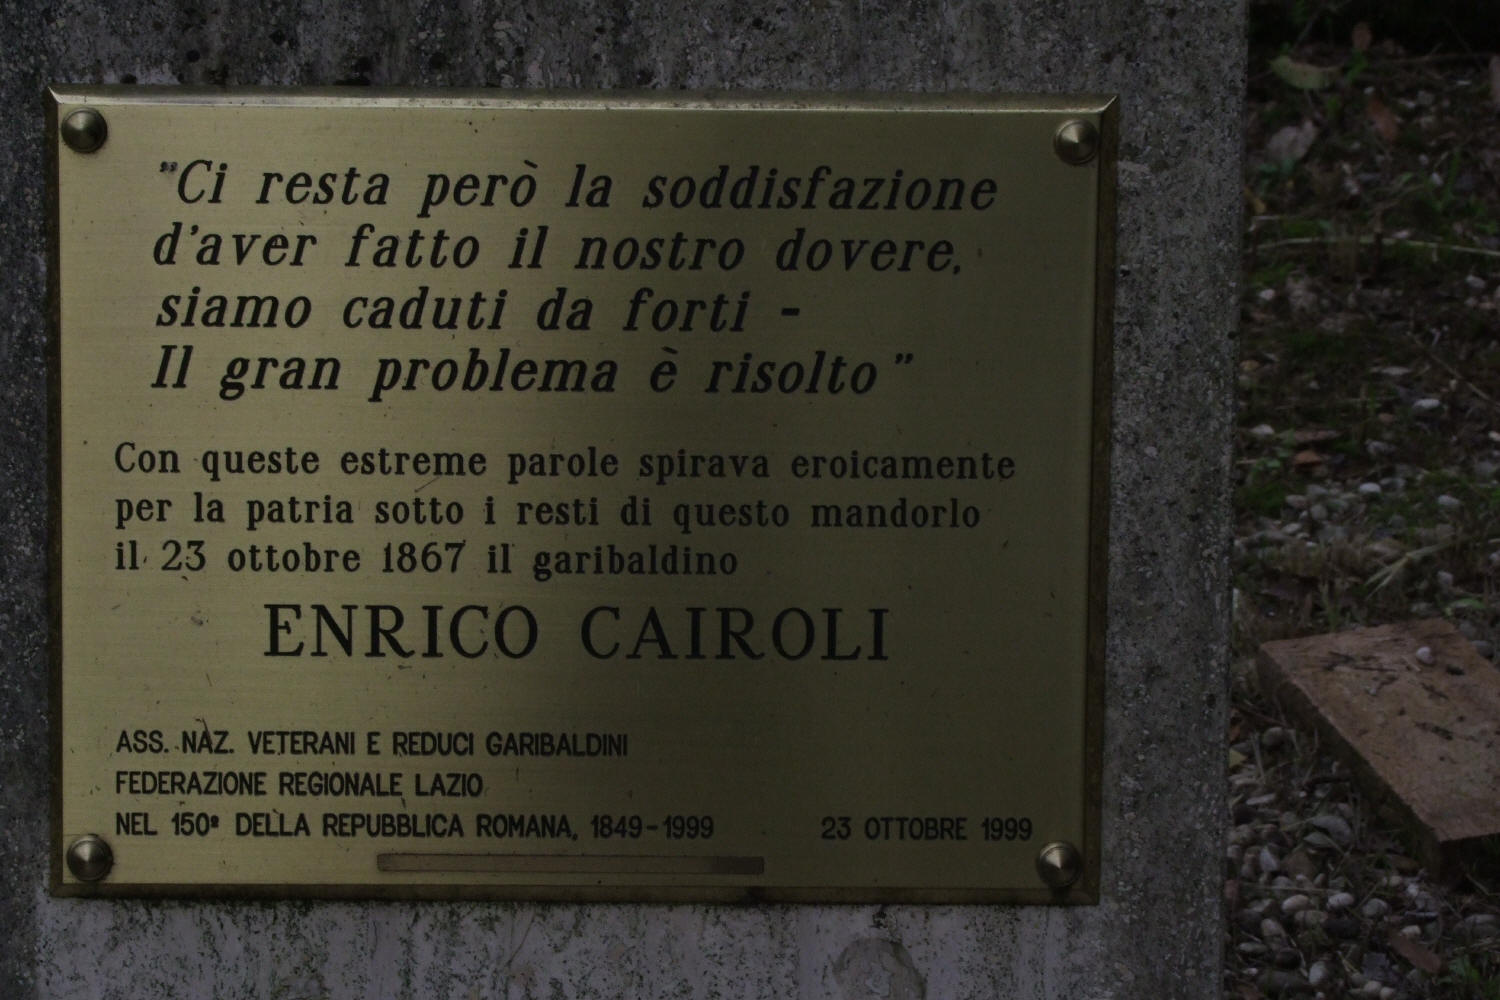 "Ci resta però la soddisfazione
d'aver fatto il nostro dovere,
siamo caduti da forti -
Il gran problema è risolto"
Con queste estreme parole spirava eroicamente
per la patria sotto i resti di questo mandorlo
il 23 ottobre 1867 il garibaldino
ENRICO CAIROLI
ASS. NAZ. VETERANI E REDUCI GARIBALDINI
FEDERAZIONE REGIONALE LAZIO
NEL 150º DELLA REPUBBLICA ROMANA, 1849-1999 23 OTTOBRE 1999